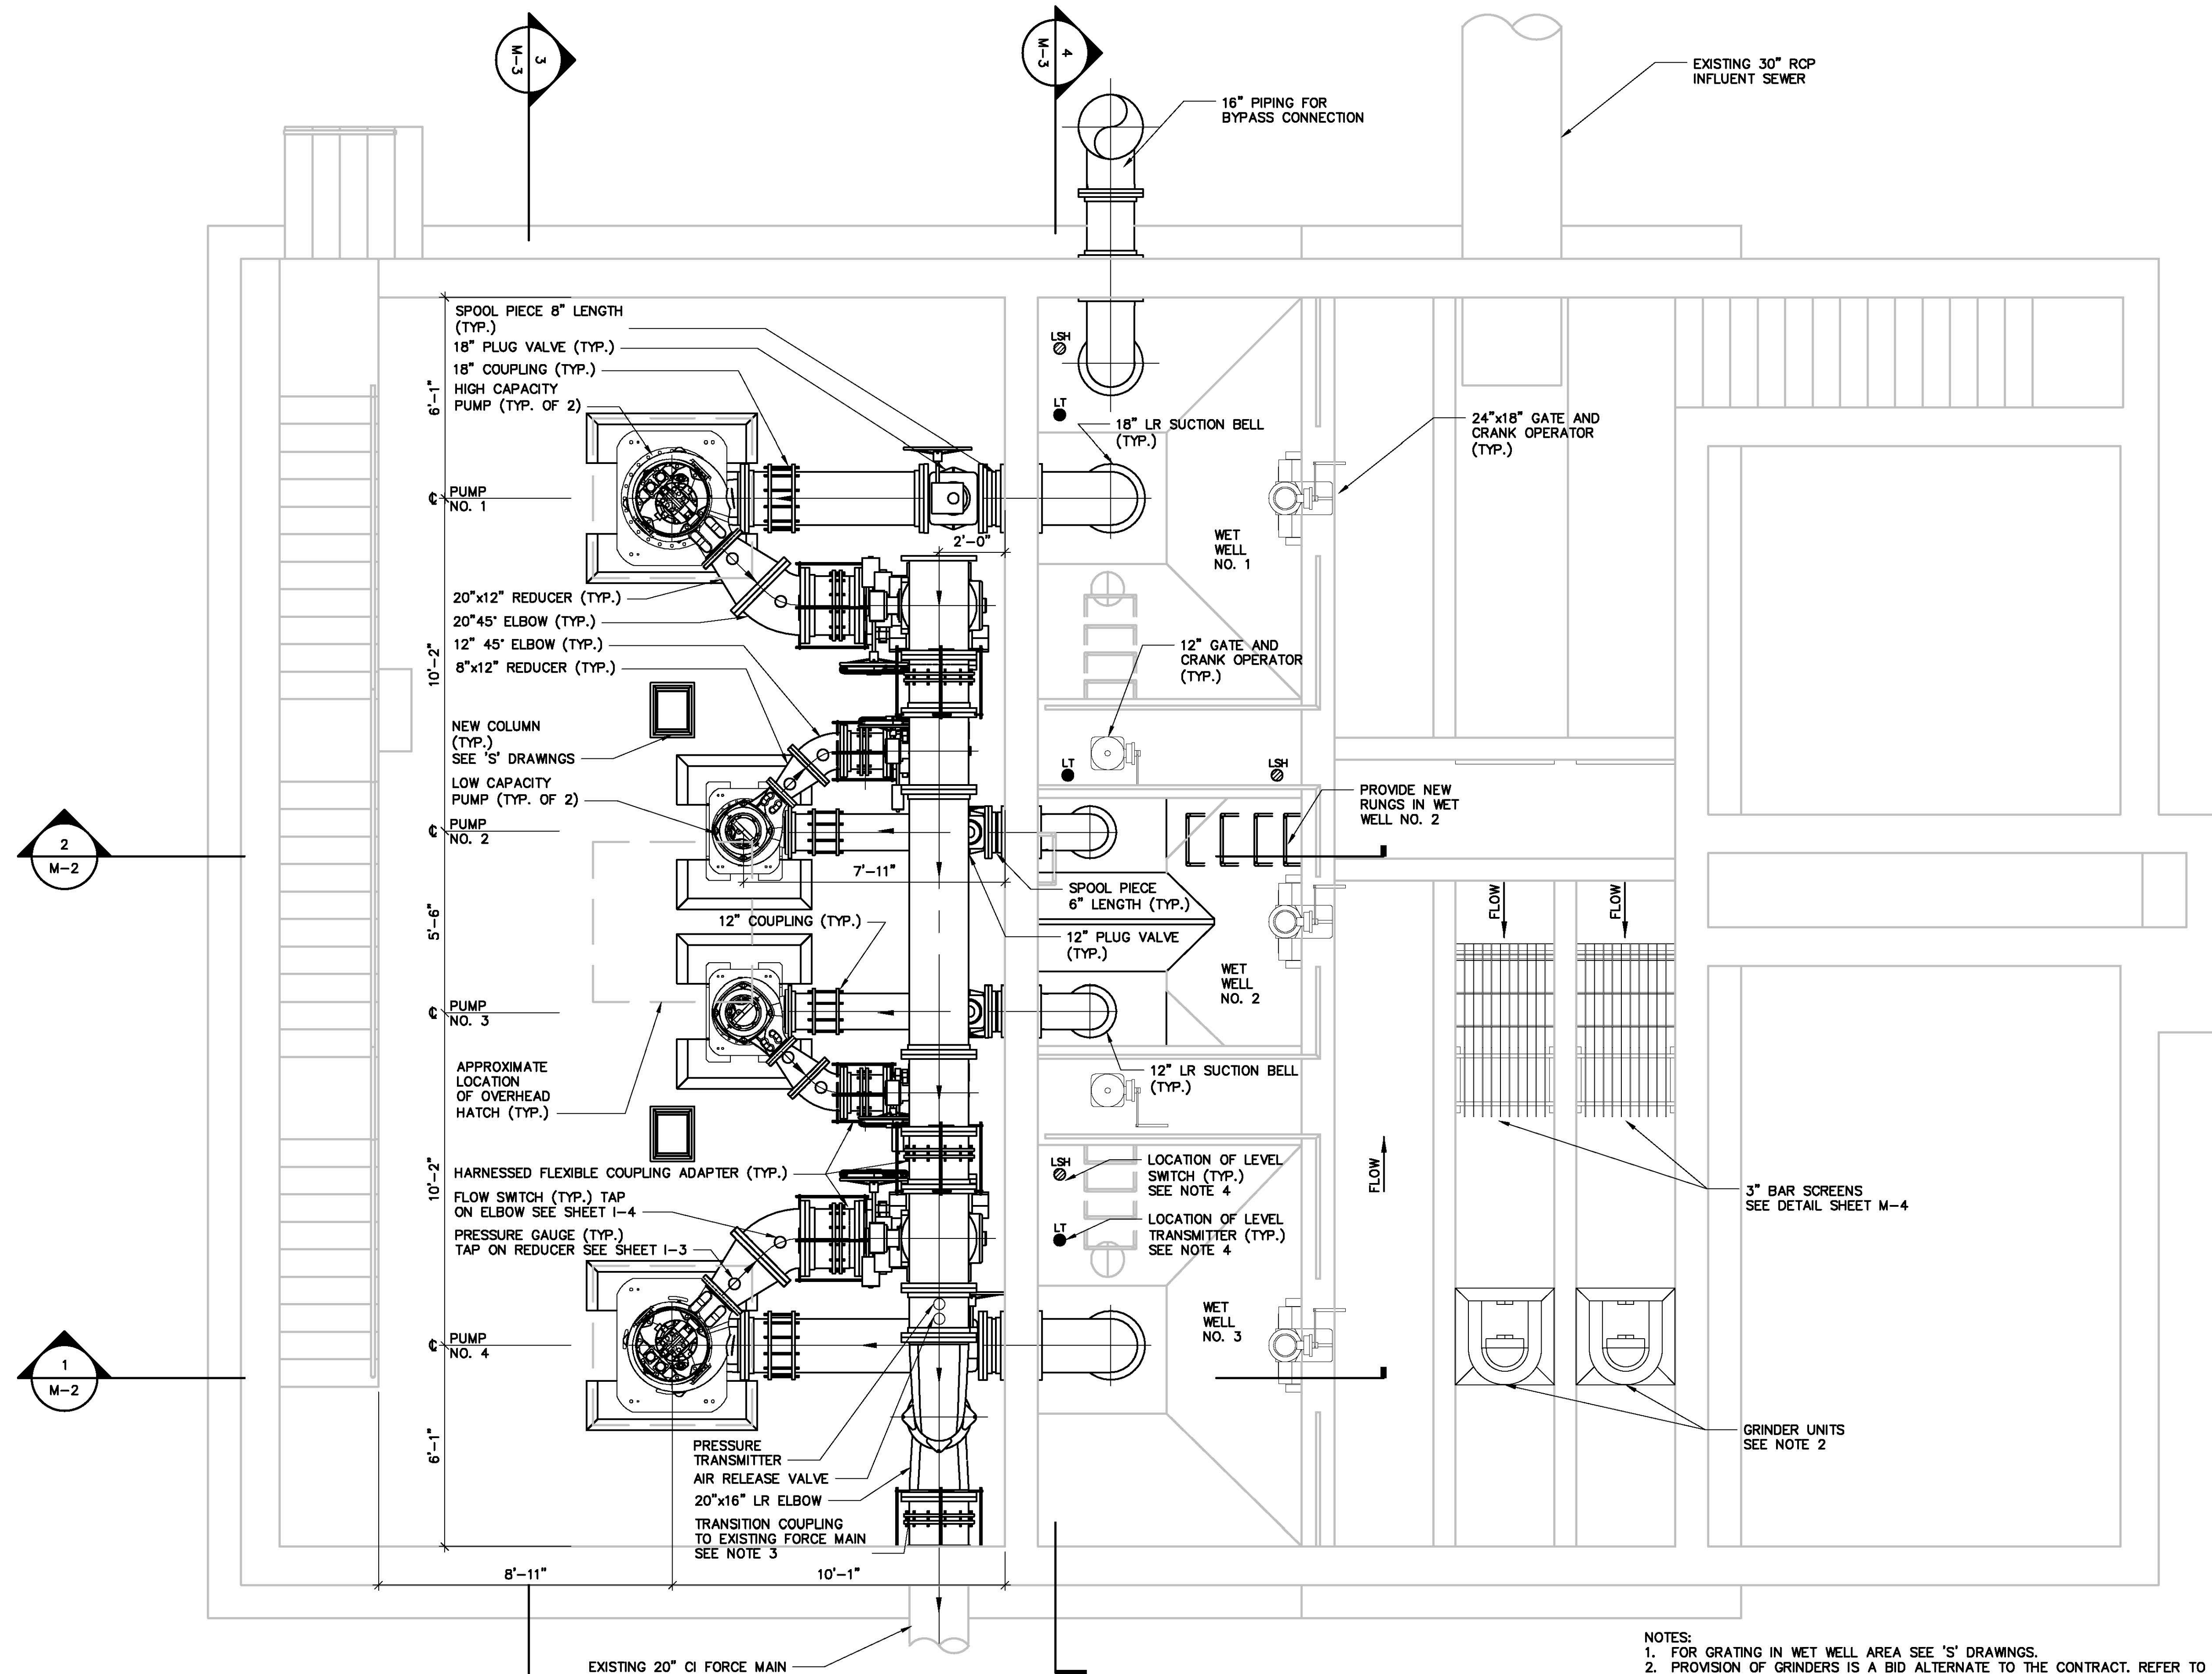 3
M-3
4
M-3
EXISTING 30" RCP
INFLUENT SEWER
16" PIPING FOR
BYPASS CONNECTION
SPOOL PIECE 8" LENGTH
(TYP.)
18" PLUG VALVE (TYP.)
18" COUPLING (TYP.)
HIGH CAPACITY
PUMP (TYP. OF 2)
6'-1"
LSH
LT
18" LR SUCTION BELL
(TYP.)
24"x18" GATE AND
CRANK OPERATOR
(TYP.)
℄ PUMP
NO. 1
2'-0"
WET
WELL
NO. 1
20"x12" REDUCER (TYP.)
20"45° ELBOW (TYP.)
12" 45° ELBOW (TYP.)
8"x12" REDUCER (TYP.)
10'-2"
12" GATE AND
CRANK OPERATOR
(TYP.)
NEW COLUMN
(TYP.)
SEE 'S' DRAWINGS
LOW CAPACITY
PUMP (TYP. OF 2)
LT
LSH
PROVIDE NEW
RUNGS IN WET
WELL NO. 2
℄ PUMP
NO. 2
2
M-2
7'-11"
SPOOL PIECE
6" LENGTH (TYP.)
FLOW
FLOW
5'-6"
12" COUPLING (TYP.)
12" PLUG VALVE
(TYP.)
WET
WELL
NO. 2
℄ PUMP
NO. 3
APPROXIMATE
LOCATION
OF OVERHEAD
HATCH (TYP.)
12" LR SUCTION BELL
(TYP.)
10'-2"
HARNESSED FLEXIBLE COUPLING ADAPTER (TYP.)
LSH
LOCATION OF LEVEL
SWITCH (TYP.)
SEE NOTE 4
FLOW
FLOW SWITCH (TYP.) TAP
ON ELBOW SEE SHEET I-4
PRESSURE GAUGE (TYP.)
TAP ON REDUCER SEE SHEET I-3
LT
LOCATION OF LEVEL
TRANSMITTER (TYP.)
SEE NOTE 4
3" BAR SCREENS
SEE DETAIL SHEET M-4
WET
WELL
NO. 3
℄ PUMP
NO. 4
1
M-2
6'-1"
PRESSURE
TRANSMITTER
AIR RELEASE VALVE
20"x16" LR ELBOW
TRANSITION COUPLING
TO EXISTING FORCE MAIN
SEE NOTE 3
GRINDER UNITS
SEE NOTE 2
8'-11"
10'-1"
EXISTING 20" CI FORCE MAIN
NOTES:
1. FOR GRATING IN WET WELL AREA SEE 'S' DRAWINGS.
2. PROVISION OF GRINDERS IS A BID ALTERNATE TO THE CONTRACT. REFER TO